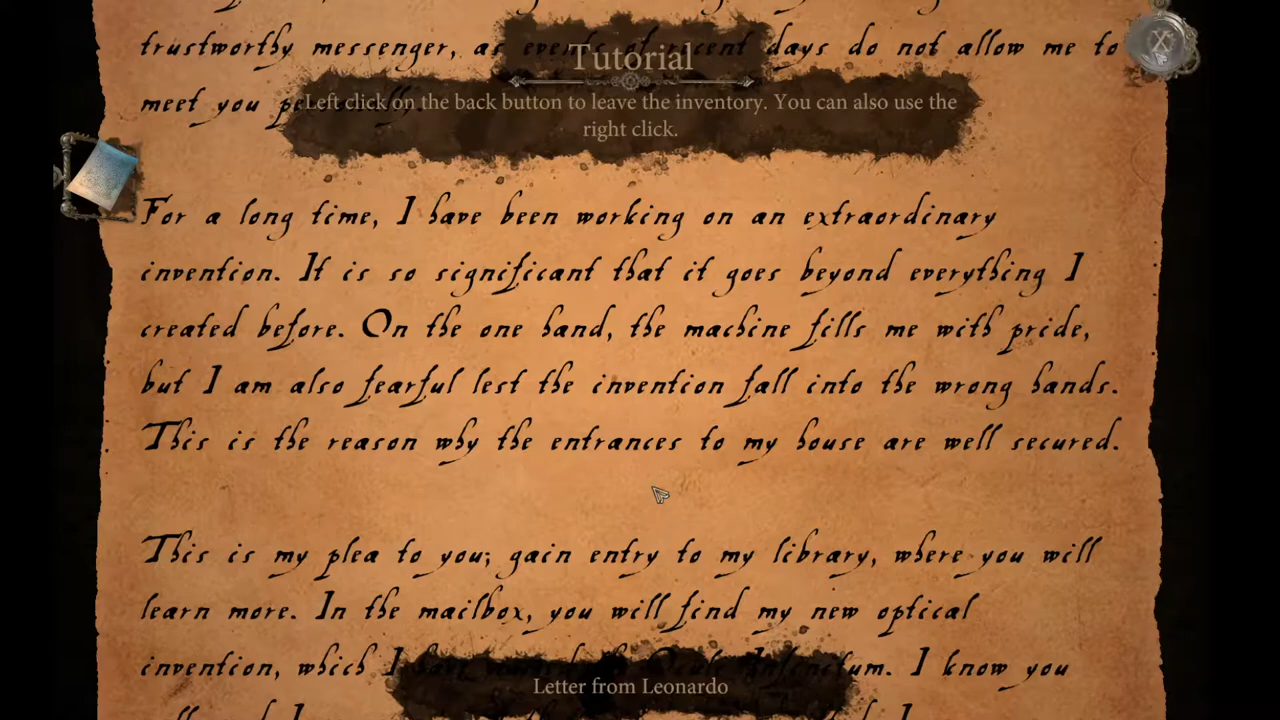 trustworthy messenger, as events of recent days do not allow me to
Tutorial
meet you
Left click on the back button to leave the inventory. You can also use the
right click.
For a long time, I have been working on an extraordinary
invention. It is so significant that it goes beyond everything I
created before. On the one hand, the machine fills me with pride,
but I am also fearful lest the invention fall into the wrong hands.
This is the reason why the entrances to my house are well secured.
This is my plea to you; gain entry to my library, where you will
learn more. In the mailbox, you will find my new optical
invention, which I have I know you
Letter from Leonardo